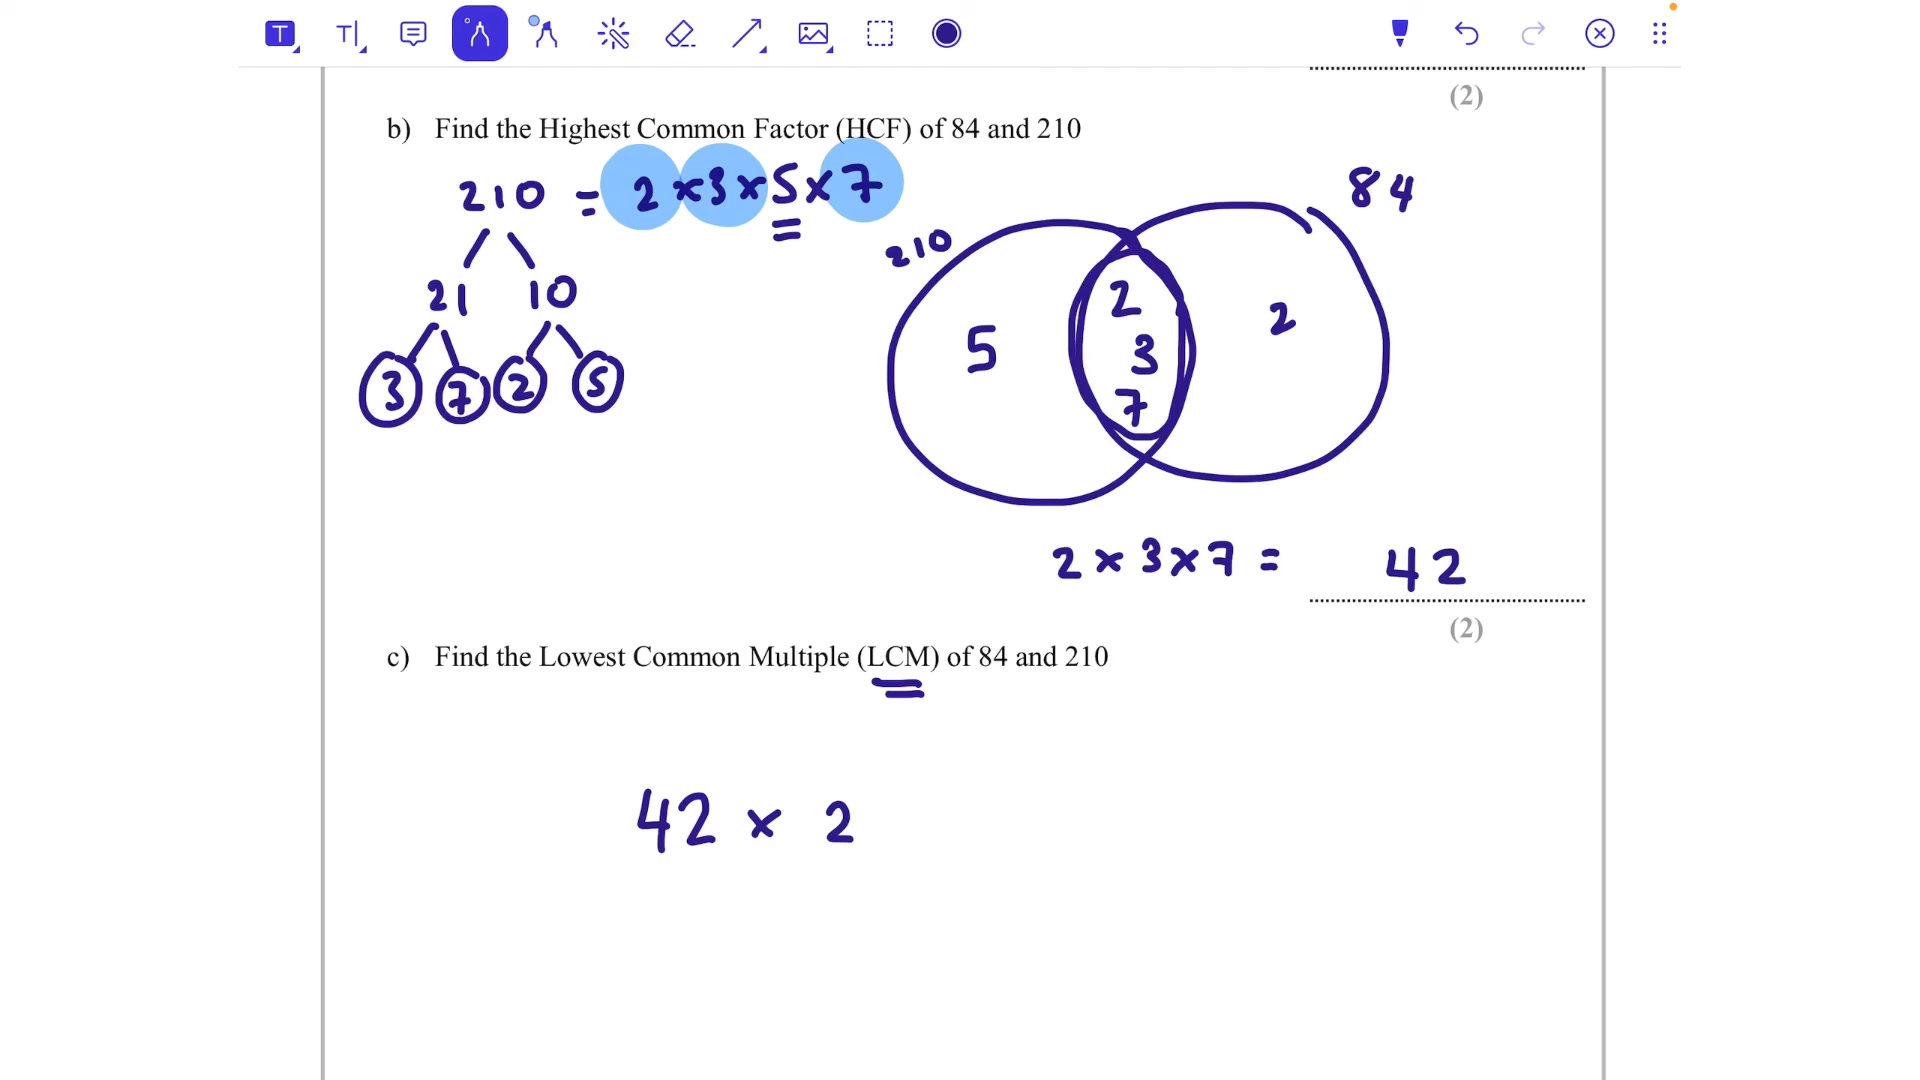 T T|
(2)
b) Find the Highest Common Factor (HCF) of 84 and 210
210 = 2 × 3 × 5 × 7
21 10
3 7 2 5
210 84
5 2 3 7 2
2 × 3 × 7 = 42
(2)
c) Find the Lowest Common Multiple (LCM) of 84 and 210
42 × 2